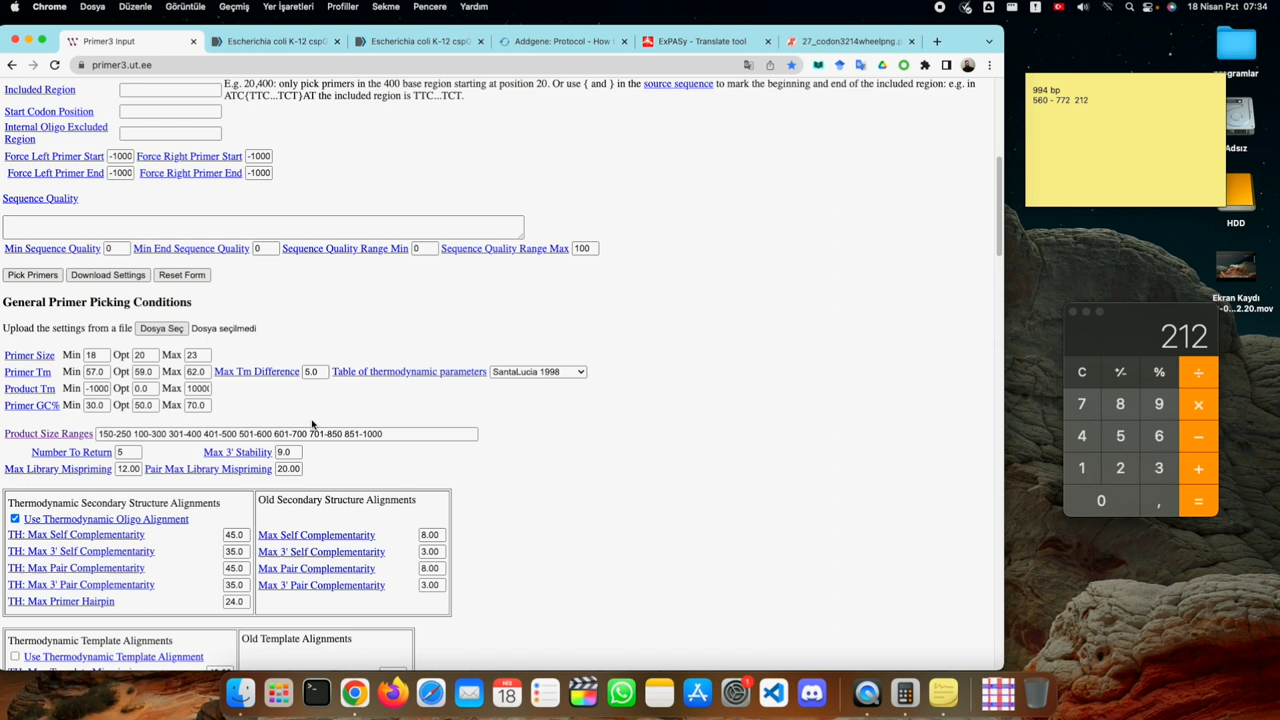 Chrome Dosya Düzenle Görüntüle Geçmiş Yer İşaretleri Profiller Sekme Pencere Yardım 18 Nisan Pzt 07:34
Primer3 Input Escherichia coli K-12 cspG Escherichia coli K-12 cspG Addgene: Protocol - How ExPASy - Translate tool 27_codon3214wheelpng.p
primer3.ut.ee
E.g. 20,400: only pick primers in the 400 base region starting at position 20. Or use { and } in the source sequence to mark the beginning and end of the included region: e.g. in
Included Region
ATC{TTC...TCT}AT the included region is TTC...TCT.
Start Codon Position
Internal Oligo Excluded
Region
Force Left Primer Start -1000 Force Right Primer Start -1000
Force Left Primer End -1000 Force Right Primer End -1000
Sequence Quality
Min Sequence Quality 0 Min End Sequence Quality 0 Sequence Quality Range Min 0 Sequence Quality Range Max 100
Pick Primers Download Settings Reset Form
General Primer Picking Conditions
Upload the settings from a file Dosya Seç Dosya seçilmedi
Primer Size Min 18 Opt 20 Max 23
Primer Tm Min 57.0 Opt 59.0 Max 62.0 Max Tm Difference 5.0 Table of thermodynamic parameters SantaLucia 1998
Product Tm Min -1000 Opt 0.0 Max 1000
Primer GC% Min 30.0 Opt 50.0 Max 70.0
Product Size Ranges 150-250 100-300 301-400 401-500 501-600 601-700 701-850 851-1000
Number To Return 5 Max 3' Stability 9.0
Max Library Mispriming 12.00 Pair Max Library Mispriming 20.00
Thermodynamic Secondary Structure Alignments
Use Thermodynamic Oligo Alignment
TH: Max Self Complementarity 45.0
TH: Max 3' Self Complementarity 35.0
TH: Max Pair Complementarity 45.0
TH: Max 3' Pair Complementarity 35.0
TH: Max Primer Hairpin 24.0
Old Secondary Structure Alignments
Max Self Complementarity 8.00
Max 3' Self Complementarity 3.00
Max Pair Complementarity 8.00
Max 3' Pair Complementarity 3.00
Thermodynamic Template Alignments
Use Thermodynamic Template Alignment
Old Template Alignments
994 bp
560 - 772 212
programlar
Adsız
HDD
Ekran Kaydı
-0...2.20.mov
212
C +/- % ÷
7 8 9 ×
4 5 6 −
1 2 3 +
0 , =
NİS
18
1